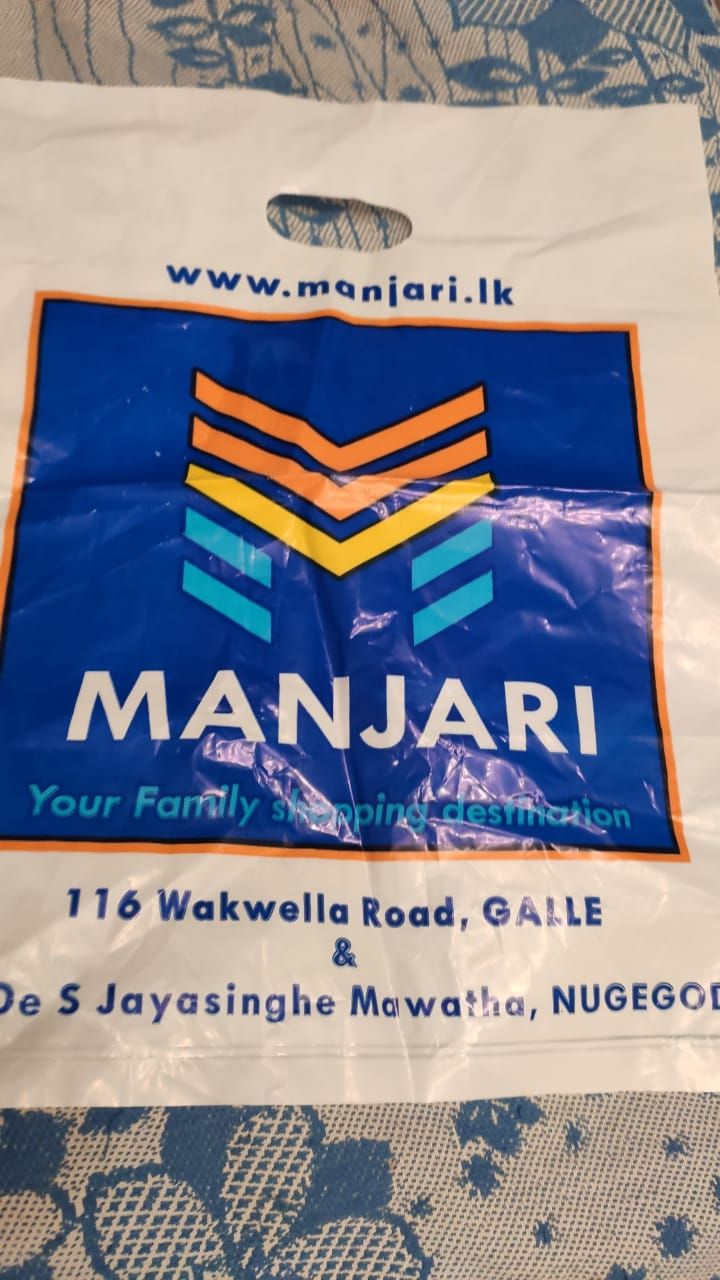 www.manjari.lk
MANJARI
Your Family shopping destination
116 Wakwella Road, GALLE
&
De S Jayasinghe Mawatha, NUGEGOD